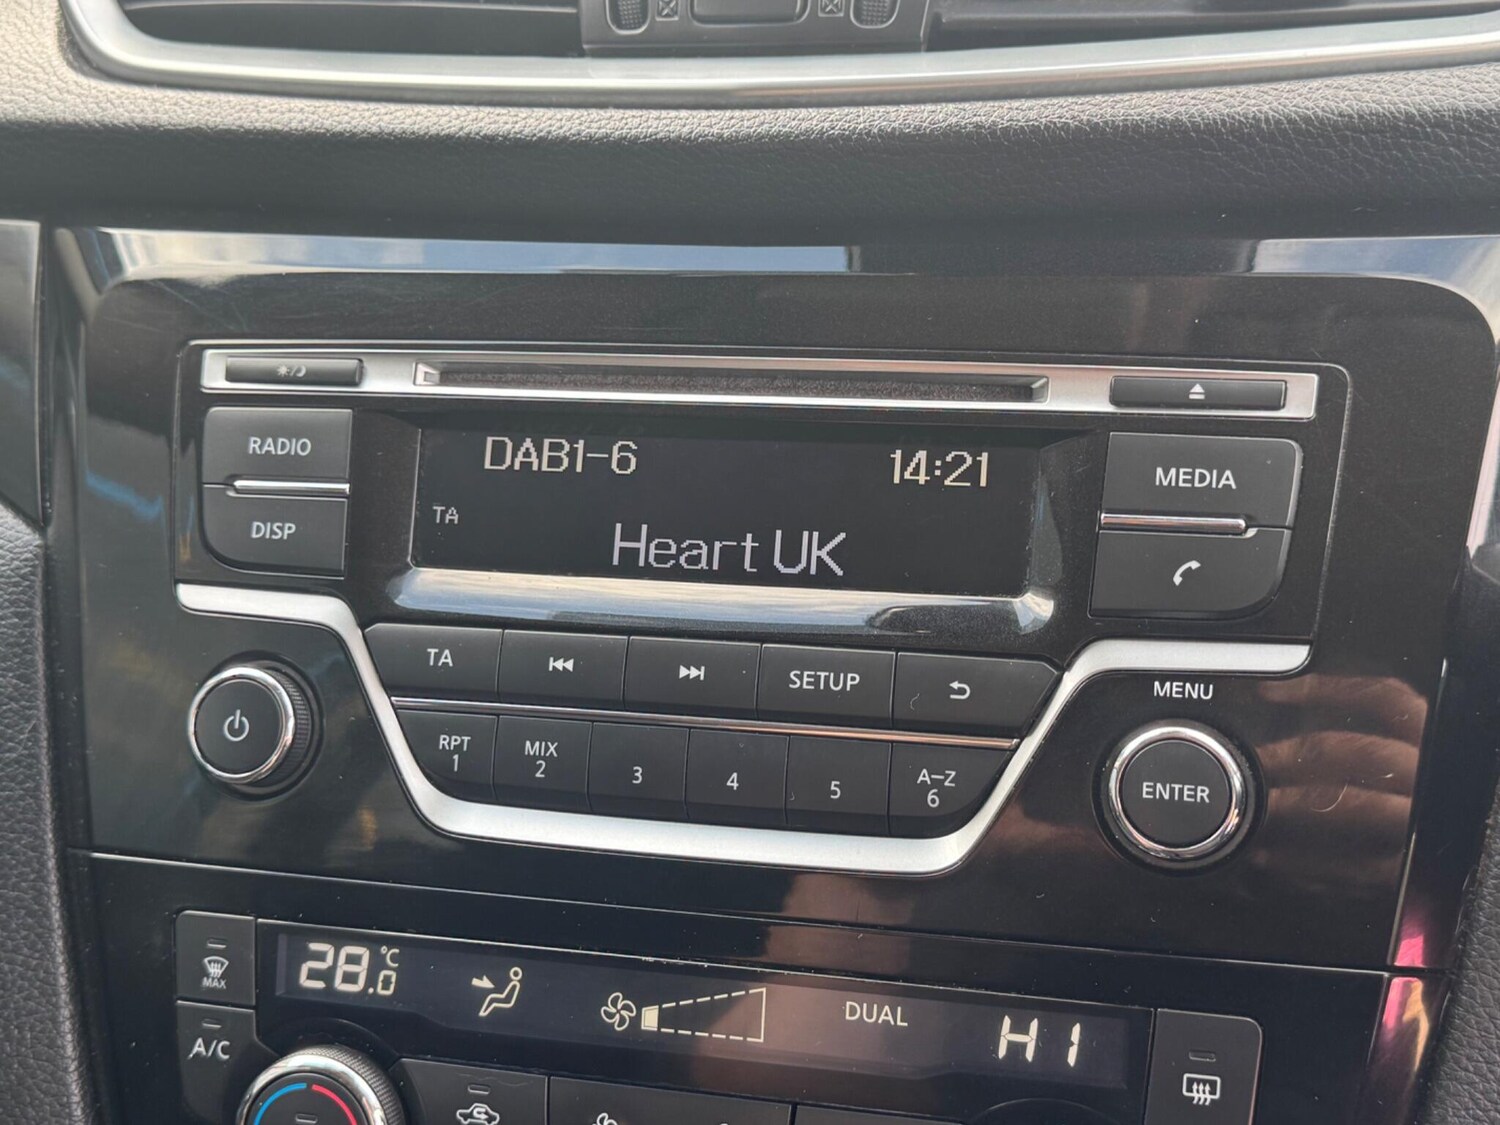 RADIO
DISP
DAB1-6 14:21
TA
Heart UK
MEDIA
TA
SETUP
MENU
RPT
1
MIX
2
3
4
5
A-Z
6
ENTER
MAX
28.0 °C
DUAL
HI
A/C